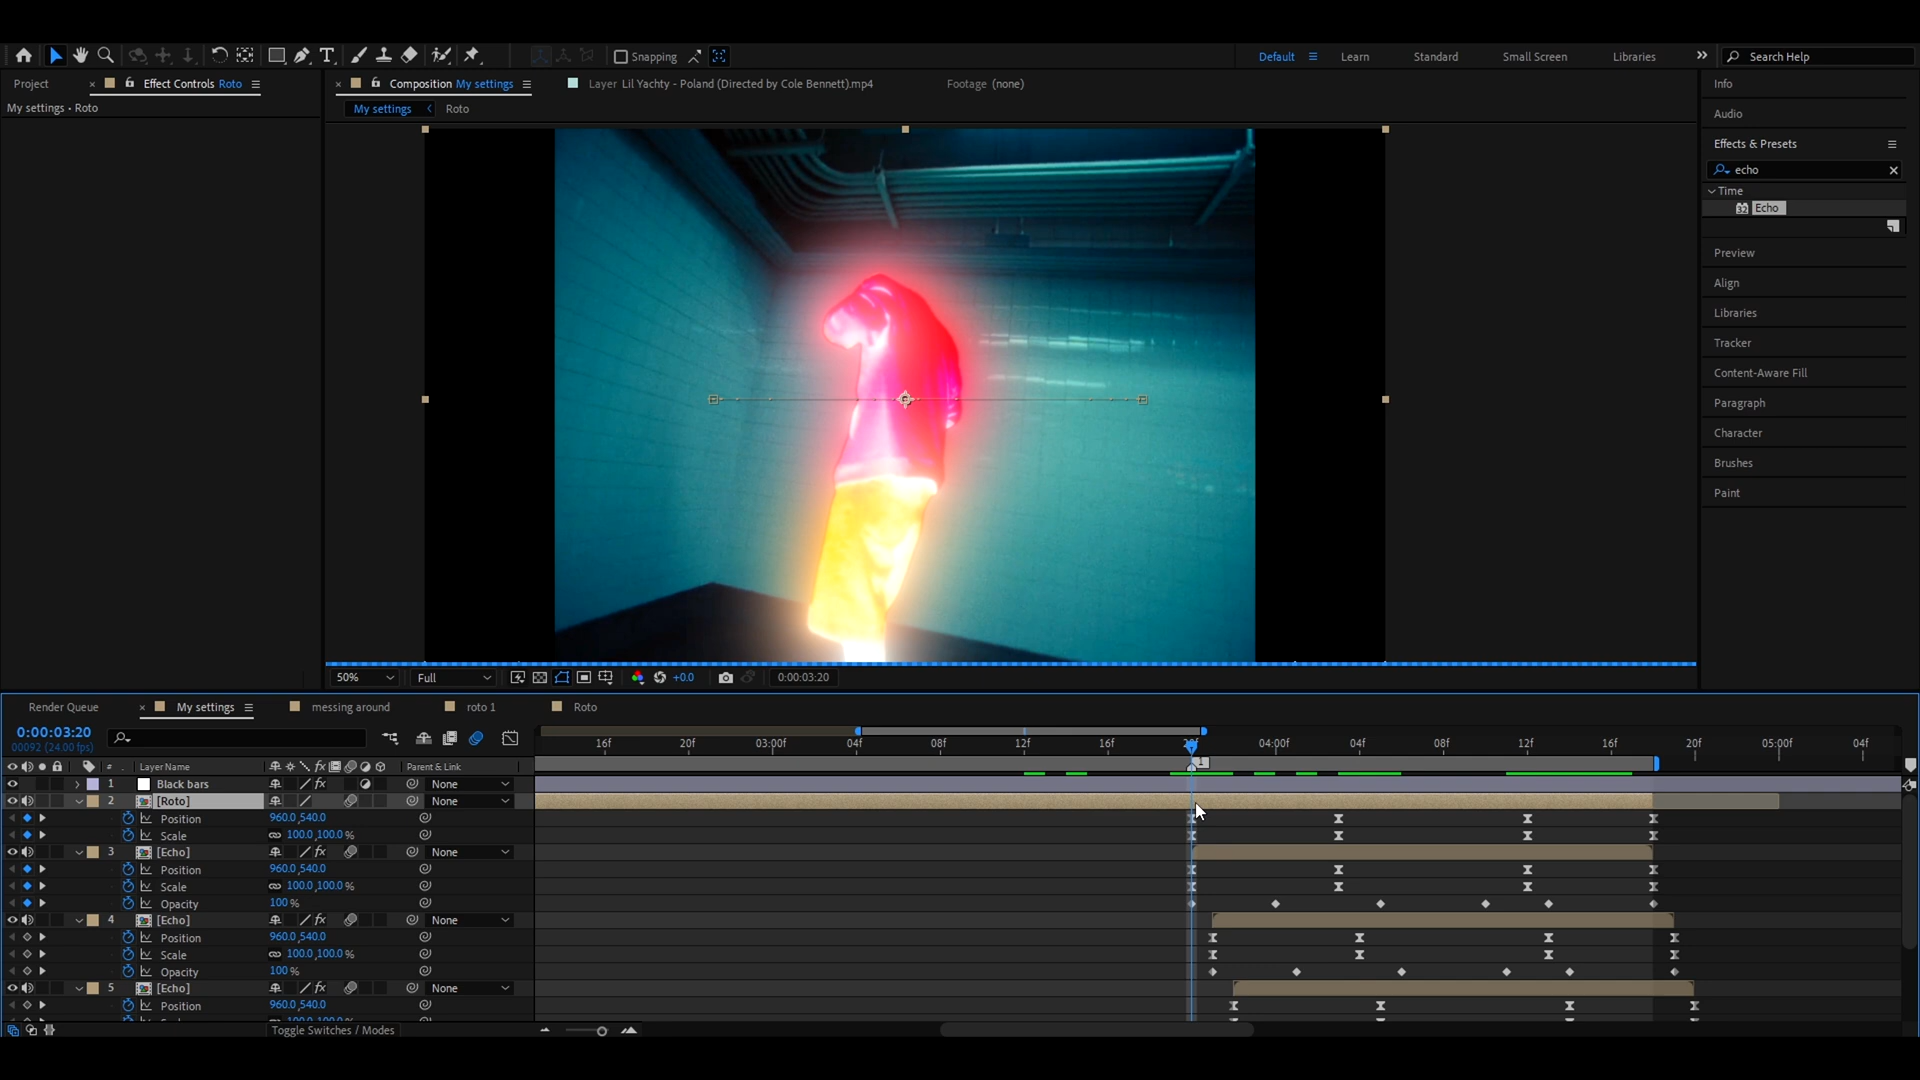 Snapping
Default
Learn
Standard
Small Screen
Libraries
Search Help
Project
Effect Controls Roto
Composition My settings
Layer Lil Yachty - Poland (Directed by Cole Bennett).mp4
Footage (none)
Info
My settings • Roto
My settings
Roto
Audio
Effects & Presets
echo
Time
Echo
Preview
Align
Libraries
Tracker
Content-Aware Fill
Paragraph
Character
Brushes
Paint
50%
Full
+0.0
0:00:03:20
Render Queue
My settings
messing around
roto 1
Roto
0:00:03:20
00092 (24.00 fps)
16f 20f 03:00f 04f 08f 12f 16f 20f 04:00f 04f 08f 12f 16f 20f 05:00f 04f
# Layer Name Parent & Link
1
1 Black bars None
2 [Roto] None
Position 960.0,540.0
Scale 100.0,100.0%
3 [Echo] None
Position 960.0,540.0
Scale 100.0,100.0%
Opacity 100%
4 [Echo] None
Position 960.0,540.0
Scale 100.0,100.0%
Opacity 100%
5 [Echo] None
Position 960.0,540.0
Toggle Switches / Modes